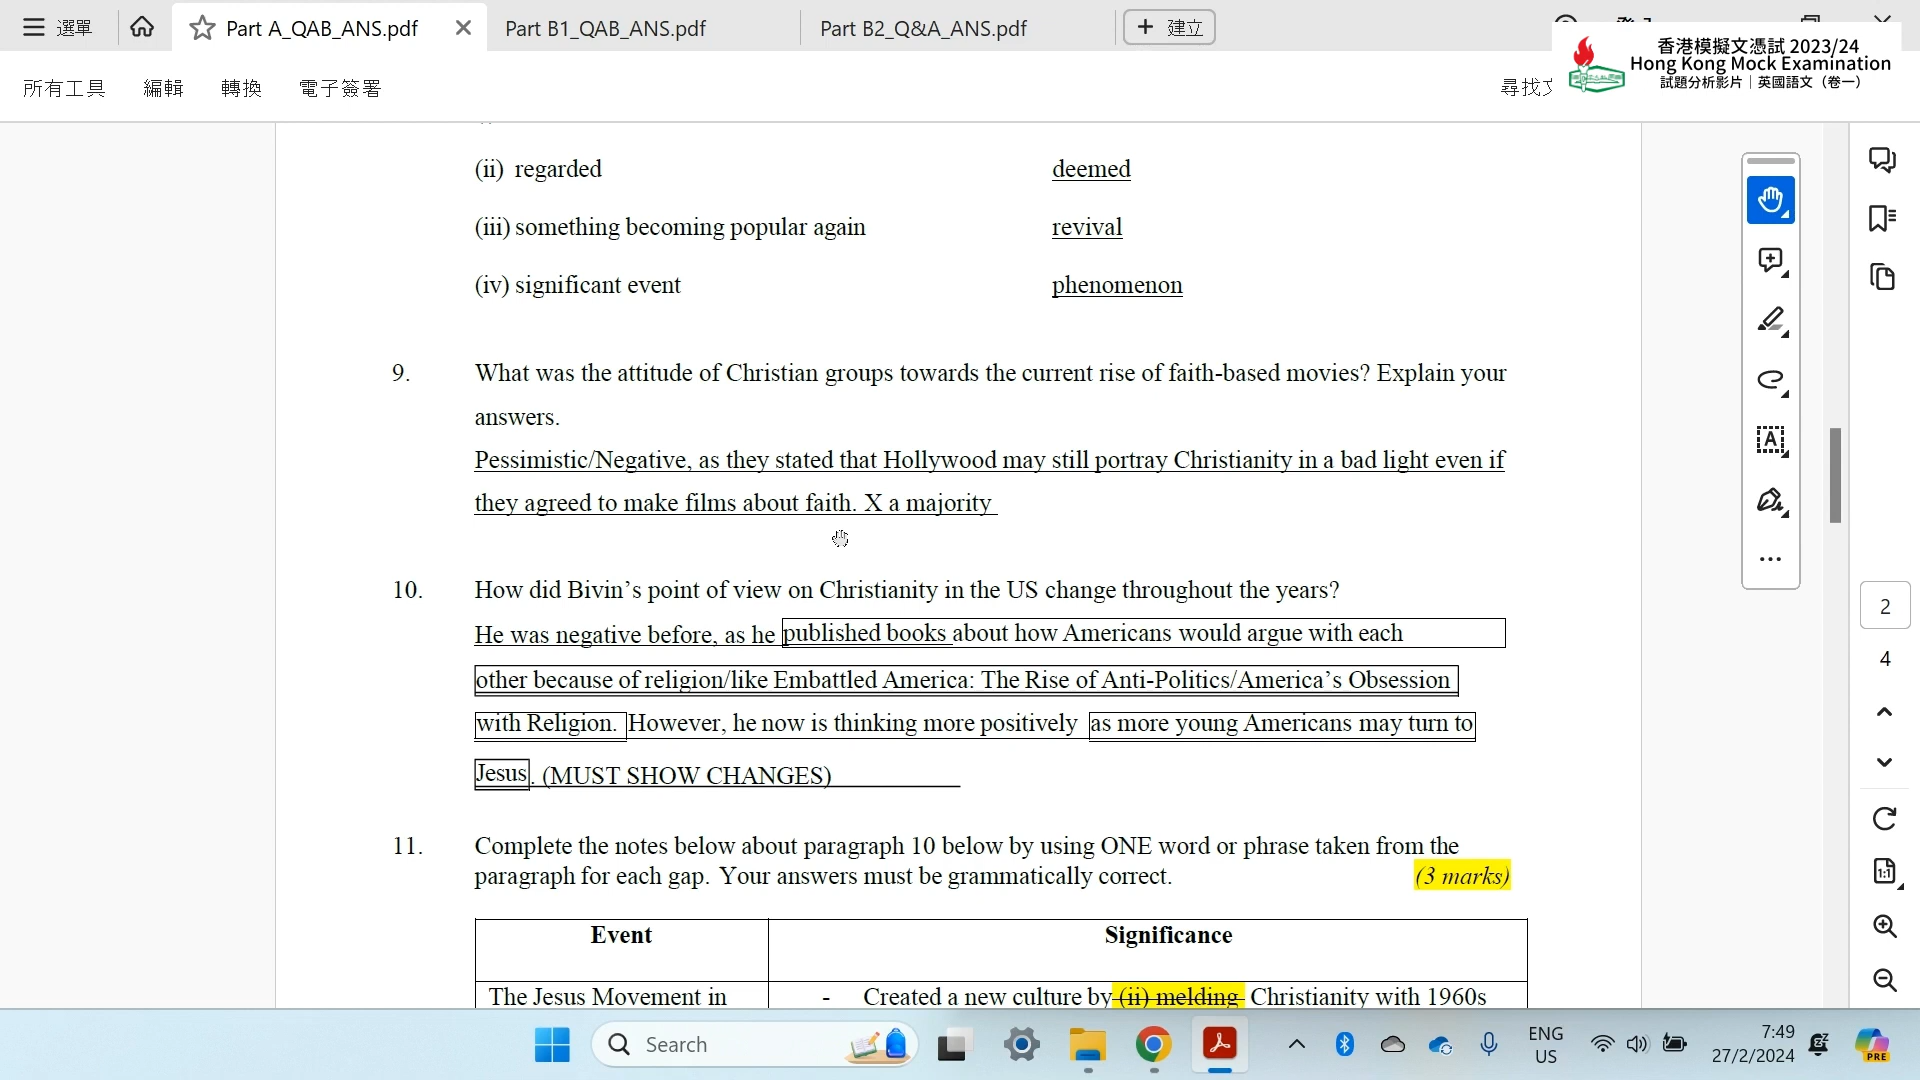 選單
Part A_QAB_ANS.pdf
Part B1_QAB_ANS.pdf
Part B2_Q&A_ANS.pdf
建立
所有工具
編輯
轉換
電子簽署
尋找文
香港模擬文憑試 2023/24
Hong Kong Mock Examination
試題分析影片｜英國語文（卷一）
(ii) regarded deemed
(iii) something becoming popular again revival
(iv) significant event phenomenon
9. What was the attitude of Christian groups towards the current rise of faith-based movies? Explain your
answers.
Pessimistic/Negative, as they stated that Hollywood may still portray Christianity in a bad light even if
they agreed to make films about faith. X a majority
10. How did Bivin’s point of view on Christianity in the US change throughout the years?
He was negative before, as he published books about how Americans would argue with each
other because of religion/like Embattled America: The Rise of Anti-Politics/America’s Obsession
with Religion. However, he now is thinking more positively as more young Americans may turn to
Jesus. (MUST SHOW CHANGES)
11. Complete the notes below about paragraph 10 below by using ONE word or phrase taken from the
paragraph for each gap. Your answers must be grammatically correct. (3 marks)
Event Significance
The Jesus Movement in - Created a new culture by (ii) melding Christianity with 1960s
2
4
1:1
Search
ENG
US
7:49
27/2/2024
PRE